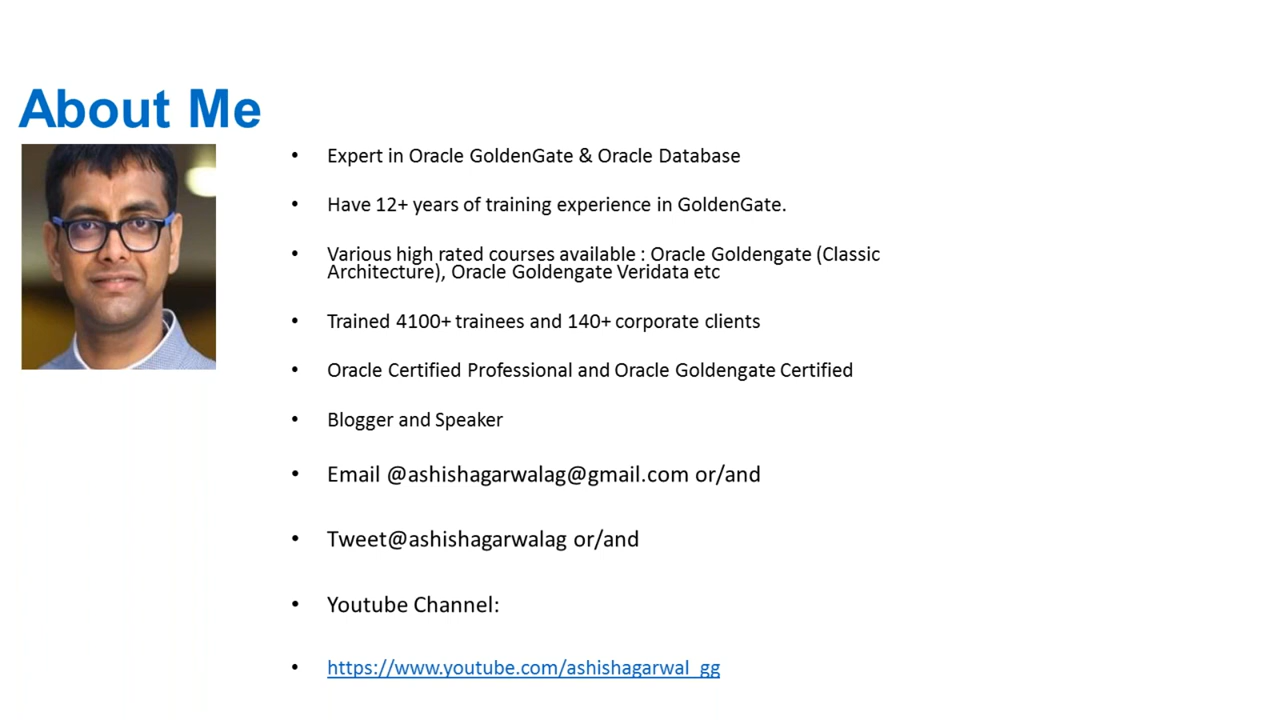 About Me
• Expert in Oracle GoldenGate & Oracle Database
• Have 12+ years of training experience in GoldenGate.
• Various high rated courses available : Oracle Goldengate (Classic
Architecture), Oracle Goldengate Veridata etc
• Trained 4100+ trainees and 140+ corporate clients
• Oracle Certified Professional and Oracle Goldengate Certified
• Blogger and Speaker
• Email @ashishagarwalag@gmail.com or/and
• Tweet@ashishagarwalag or/and
• Youtube Channel:
• https://www.youtube.com/ashishagarwal_gg